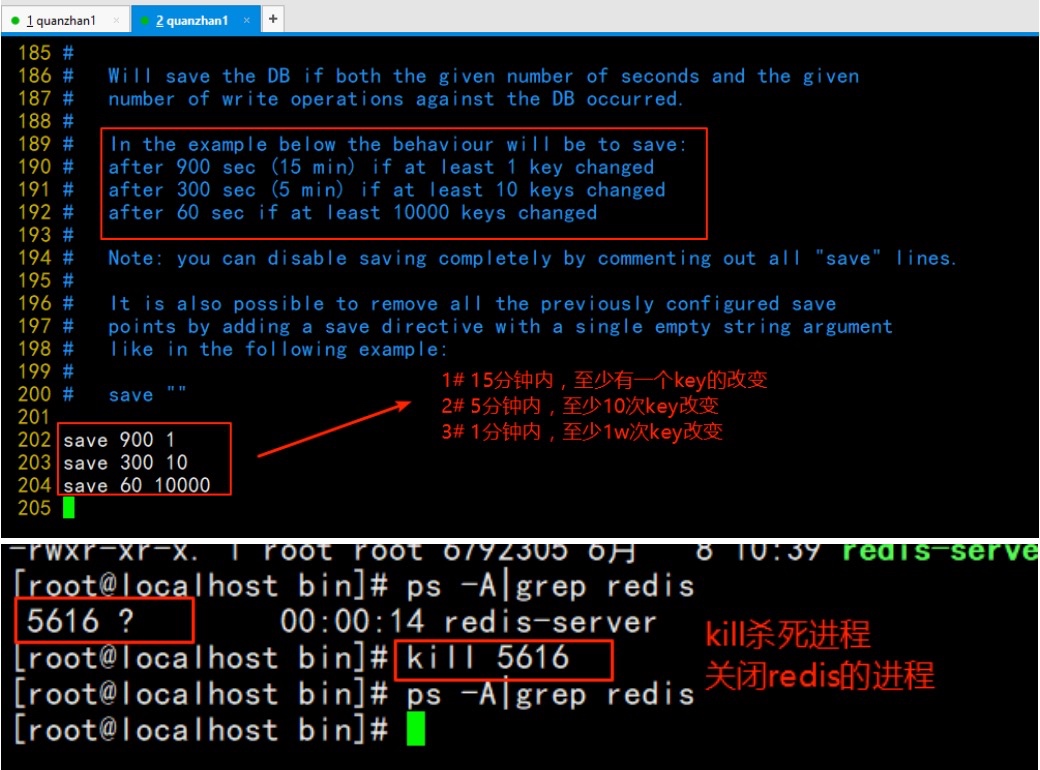 1 quanzhan1 ×
2 quanzhan1 × +
185 #
186 # Will save the DB if both the given number of seconds and the given
187 # number of write operations against the DB occurred.
188 #
189 # In the example below the behaviour will be to save:
190 # after 900 sec (15 min) if at least 1 key changed
191 # after 300 sec (5 min) if at least 10 keys changed
192 # after 60 sec if at least 10000 keys changed
193 #
194 # Note: you can disable saving completely by commenting out all "save" lines.
195 #
196 # It is also possible to remove all the previously configured save
197 # points by adding a save directive with a single empty string argument
198 # like in the following example:
199 #
200 # save ""
201
202 save 900 1
203 save 300 10
204 save 60 10000
205
1# 15分钟内，至少有一个key的改变
2# 5分钟内，至少10次key改变
3# 1分钟内，至少1w次key改变
-rwxr-xr-x. 1 root root 6792305 6月 8 10:39 redis-serve
[root@localhost bin]# ps -A|grep redis
5616 ? 00:00:14 redis-server
[root@localhost bin]# kill 5616
[root@localhost bin]# ps -A|grep redis
[root@localhost bin]#
kill杀死进程
关闭redis的进程